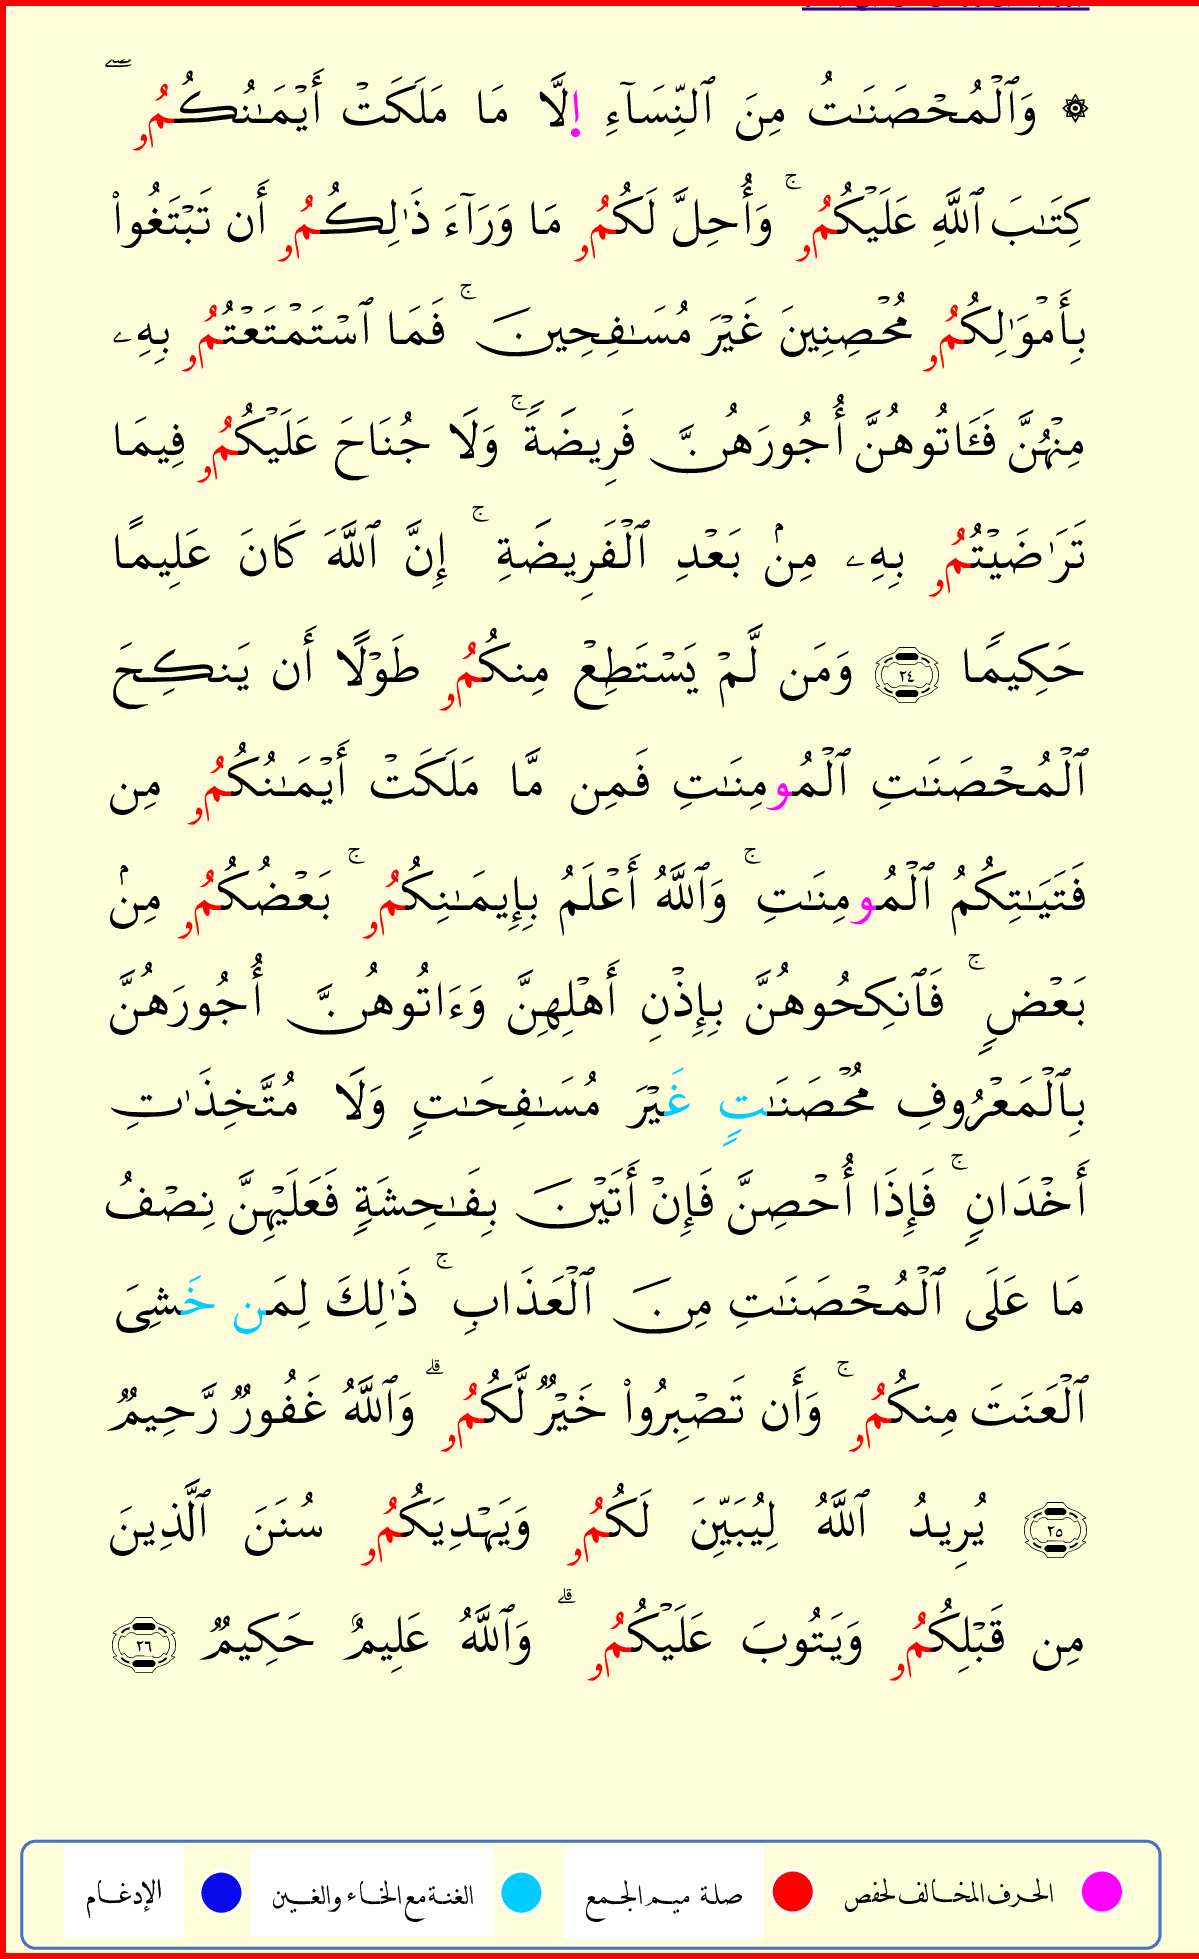 ۞ وَٱلْمُحْصَنَٰتُ مِنَ ٱلنِّسَآءِ اِلَّا مَا مَلَكَتْ أَيْمَـٰنُكُمُۥ ۖ
كِتَٰبَ ٱللَّهِ عَلَيْكُمُۥ ۚ وَأُحِلَّ لَكُمُۥ مَا وَرَآءَ ذَٰلِكُمُۥ أَن تَبْتَغُوا۟
بِأَمْوَٰلِكُمُۥ مُحْصِنِينَ غَيْرَ مُسَـٰفِحِينَ ۚ فَمَا ٱسْتَمْتَعْتُمُۥ بِهِۦ
مِنْهُنَّ فَـَٔاتُوهُنَّ أُجُورَهُنَّ فَرِيضَةً ۚ وَلَا جُنَاحَ عَلَيْكُمُۥ فِيمَا
تَرَٰضَيْتُمُۥ بِهِۦ مِنۢ بَعْدِ ٱلْفَرِيضَةِ ۚ إِنَّ ٱللَّهَ كَانَ عَلِيمًا
حَكِيمًا ٢٤ وَمَن لَّمْ يَسْتَطِعْ مِنكُمُۥ طَوْلًا أَن يَنكِحَ
ٱلْمُحْصَنَٰتِ ٱلْمُومِنَٰتِ فَمِن مَّا مَلَكَتْ أَيْمَـٰنُكُمُۥ مِن
فَتَيَـٰتِكُمُ ٱلْمُومِنَٰتِ ۚ وَٱللَّهُ أَعْلَمُ بِإِيمَـٰنِكُمُۥ ۚ بَعْضُكُمُۥ مِنۢ
بَعْضٍ ۚ فَٱنكِحُوهُنَّ بِإِذْنِ أَهْلِهِنَّ وَءَاتُوهُنَّ أُجُورَهُنَّ
بِٱلْمَعْرُوفِ مُحْصَنَٰتٍ غَيْرَ مُسَـٰفِحَـٰتٍ وَلَا مُتَّخِذَٰتِ
أَخْدَانٍ ۚ فَإِذَا أُحْصِنَّ فَإِنْ أَتَيْنَ بِفَـٰحِشَةٍ فَعَلَيْهِنَّ نِصْفُ
مَا عَلَى ٱلْمُحْصَنَٰتِ مِنَ ٱلْعَذَابِ ۚ ذَٰلِكَ لِمَن خَشِىَ
ٱلْعَنَتَ مِنكُمُۥ ۚ وَأَن تَصْبِرُوا۟ خَيْرٌ لَّكُمُۥ ۗ وَٱللَّهُ غَفُورٌ رَّحِيمٌ
٢٥ يُرِيدُ ٱللَّهُ لِيُبَيِّنَ لَكُمُۥ وَيَهْدِيَكُمُۥ سُنَنَ ٱلَّذِينَ
مِن قَبْلِكُمُۥ وَيَتُوبَ عَلَيْكُمُۥ ۗ وَٱللَّهُ عَلِيمٌ حَكِيمٌ ٢٦
الحرف المخالف لحفص صلة ميم الجمع الغنة مع الخاء والغين الإدغام